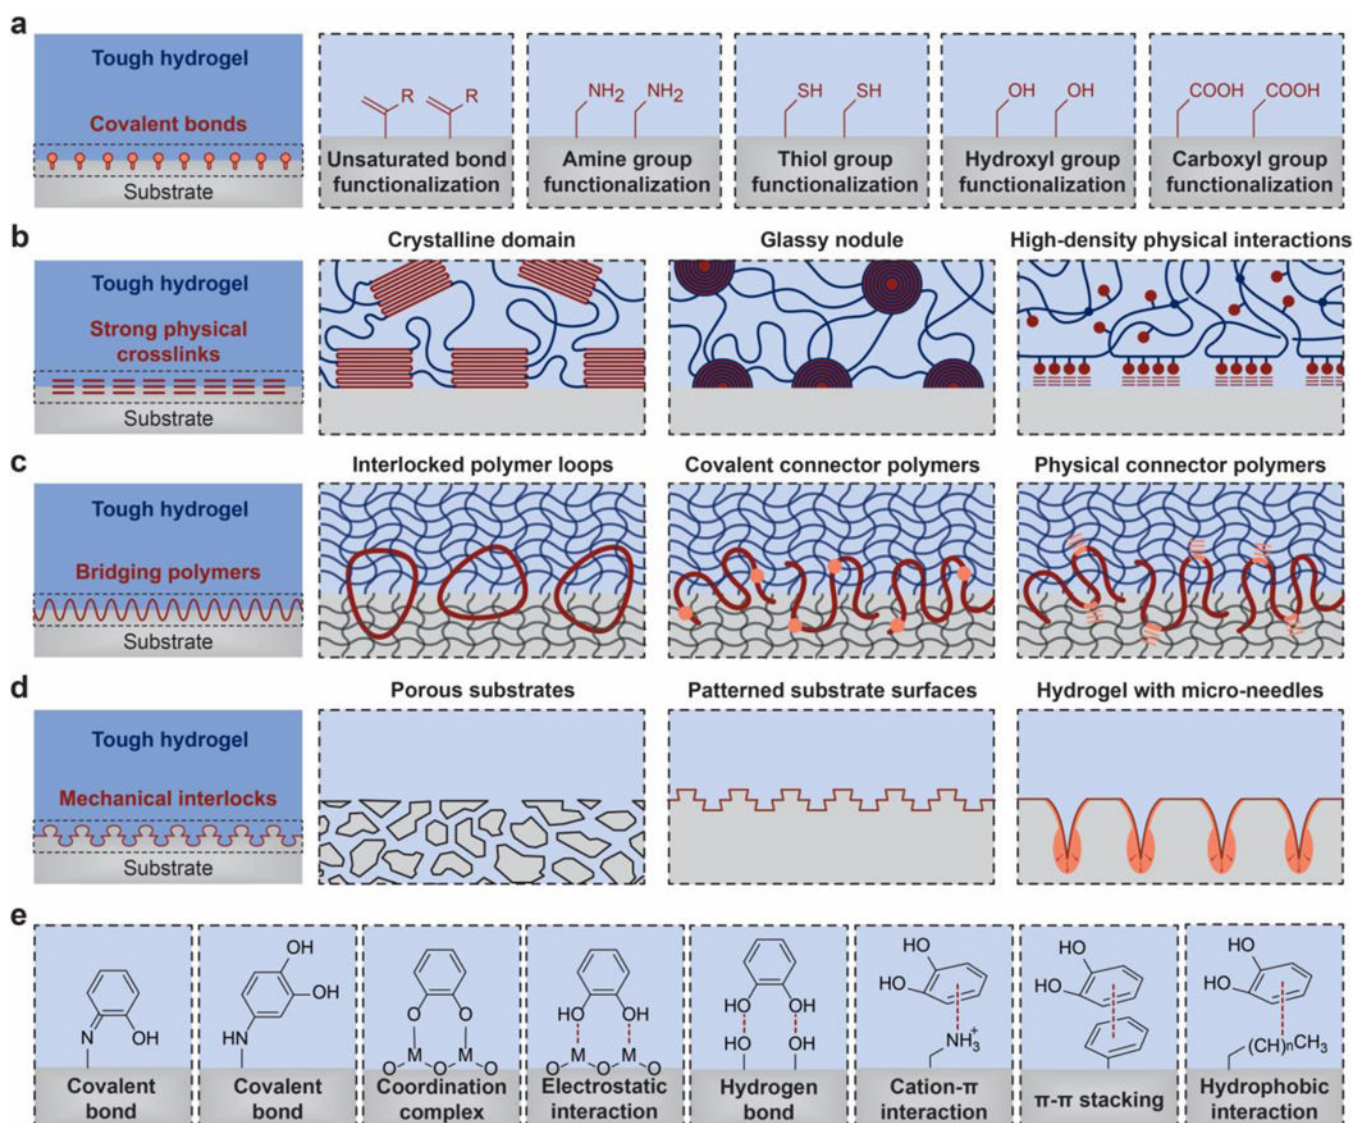 a
Tough hydrogel
Covalent bonds
Substrate
R
R
Unsaturated bond
functionalization
NH2
NH2
Amine group
functionalization
SH
SH
Thiol group
functionalization
OH
OH
Hydroxyl group
functionalization
COOH
COOH
Carboxyl group
functionalization
b
Tough hydrogel
Strong physical
crosslinks
Substrate
Crystalline domain
Glassy nodule
High-density physical interactions
c
Tough hydrogel
Bridging polymers
Substrate
Interlocked polymer loops
Covalent connector polymers
Physical connector polymers
d
Tough hydrogel
Mechanical interlocks
Substrate
Porous substrates
Patterned substrate surfaces
Hydrogel with micro-needles
e
N
OH
Covalent
bond
OH
OH
HN
Covalent
bond
O
O
M
M
O
O
O
Coordination
complex
HO
OH
M
M
O
O
O
Electrostatic
interaction
HO
OH
HO
OH
Hydrogen
bond
HO
HO
NH3+
Cation-π
interaction
HO
HO
π-π stacking
HO
HO
(CH)nCH3
Hydrophobic
interaction